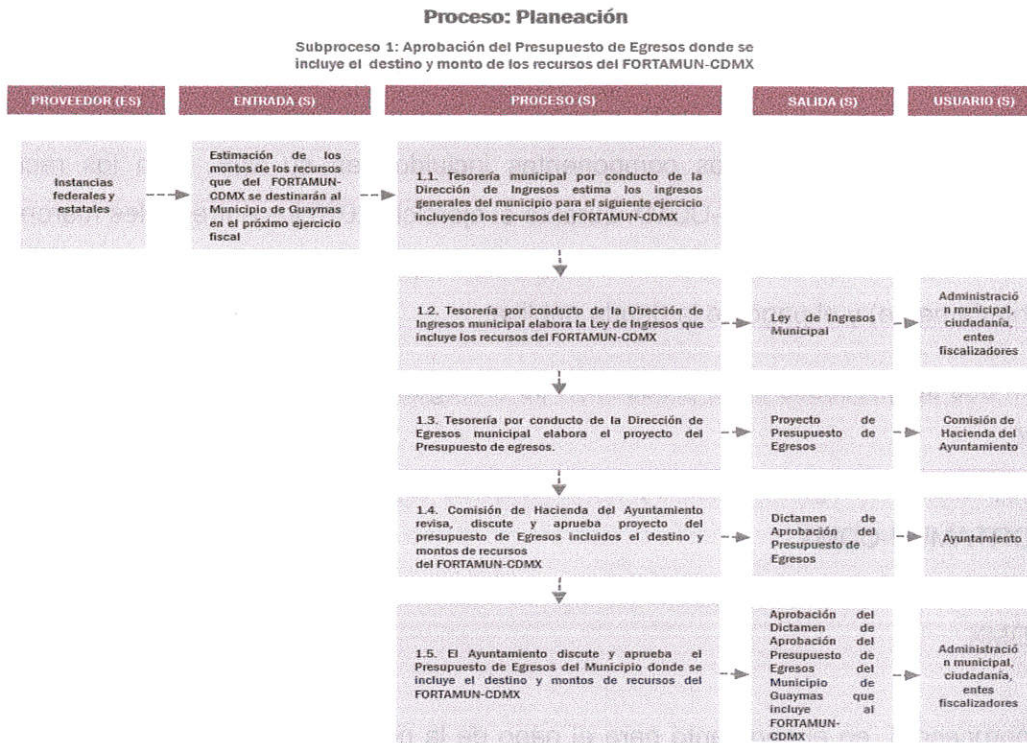 Proceso: Planeación
Subproceso 1: Aprobación del Presupuesto de Egresos donde se
incluye el destino y monto de los recursos del FORTAMUN-CDMX
PROVEEDOR (ES)
ENTRADA (S)
PROCESO (S)
SALIDA (S)
USUARIO (S)
Instancias
federales y
estatales
Estimación de los
montos de los recursos
que del FORTAMUN-
CDMX se destinarán al
Municipio de Guaymas
en el próximo ejercicio
fiscal
1.1. Tesorería municipal por conducto de la
Dirección de Ingresos estima los ingresos
generales del municipio para el siguiente ejercicio
incluyendo los recursos del FORTAMUN-CDMX
1.2. Tesorería por conducto de la Dirección de
Ingresos municipal elabora la Ley de Ingresos que
incluye los recursos del FORTAMUN-CDMX
Ley de Ingresos
Municipal
Administració
n municipal,
ciudadanía,
entes
fiscalizadores
1.3. Tesorería por conducto de la Dirección de
Egresos municipal elabora el proyecto del
Presupuesto de egresos.
Proyecto de
Presupuesto de
Egresos
Comisión de
Hacienda del
Ayuntamiento
1.4. Comisión de Hacienda del Ayuntamiento
revisa, discute y aprueba proyecto del
presupuesto de Egresos incluidos el destino y
montos de recursos
del FORTAMUN-CDMX
Dictamen de
Aprobación del
Presupuesto de
Egresos
Ayuntamiento
1.5. El Ayuntamiento discute y aprueba el
Presupuesto de Egresos del Municipio donde se
incluye el destino y montos de recursos del
FORTAMUN-CDMX
Aprobación del
Dictamen de
Aprobación del
Presupuesto de
Egresos del
Municipio de
Guaymas que
incluye al
FORTAMUN-
CDMX
Administració
n municipal,
ciudadanía,
entes
fiscalizadores